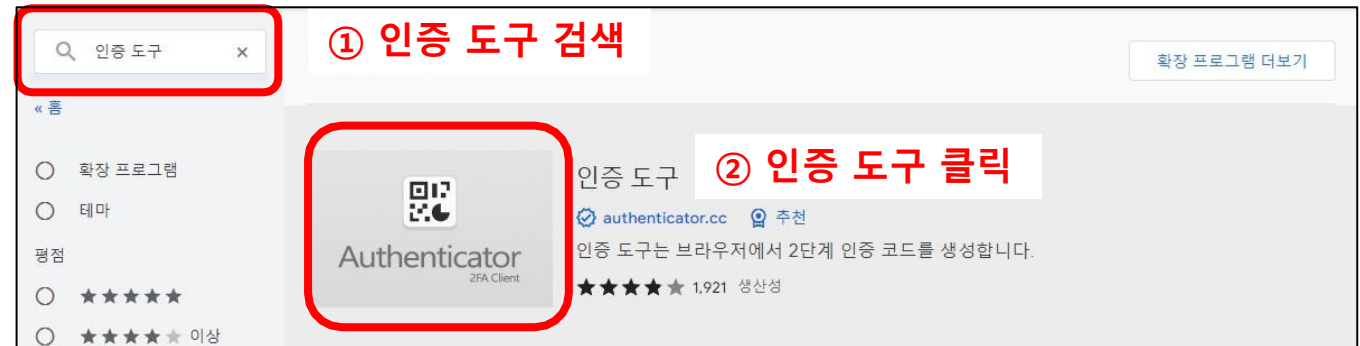 인증 도구 ×
① 인증 도구 검색
확장 프로그램 더보기
« 홈
확장 프로그램
테마
평점
★★★★★
★★★★★ 이상
Authenticator
2FA Client
인증 도구
② 인증 도구 클릭
authenticator.cc 추천
인증 도구는 브라우저에서 2단계 인증 코드를 생성합니다.
★★★★★ 1,921 생산성